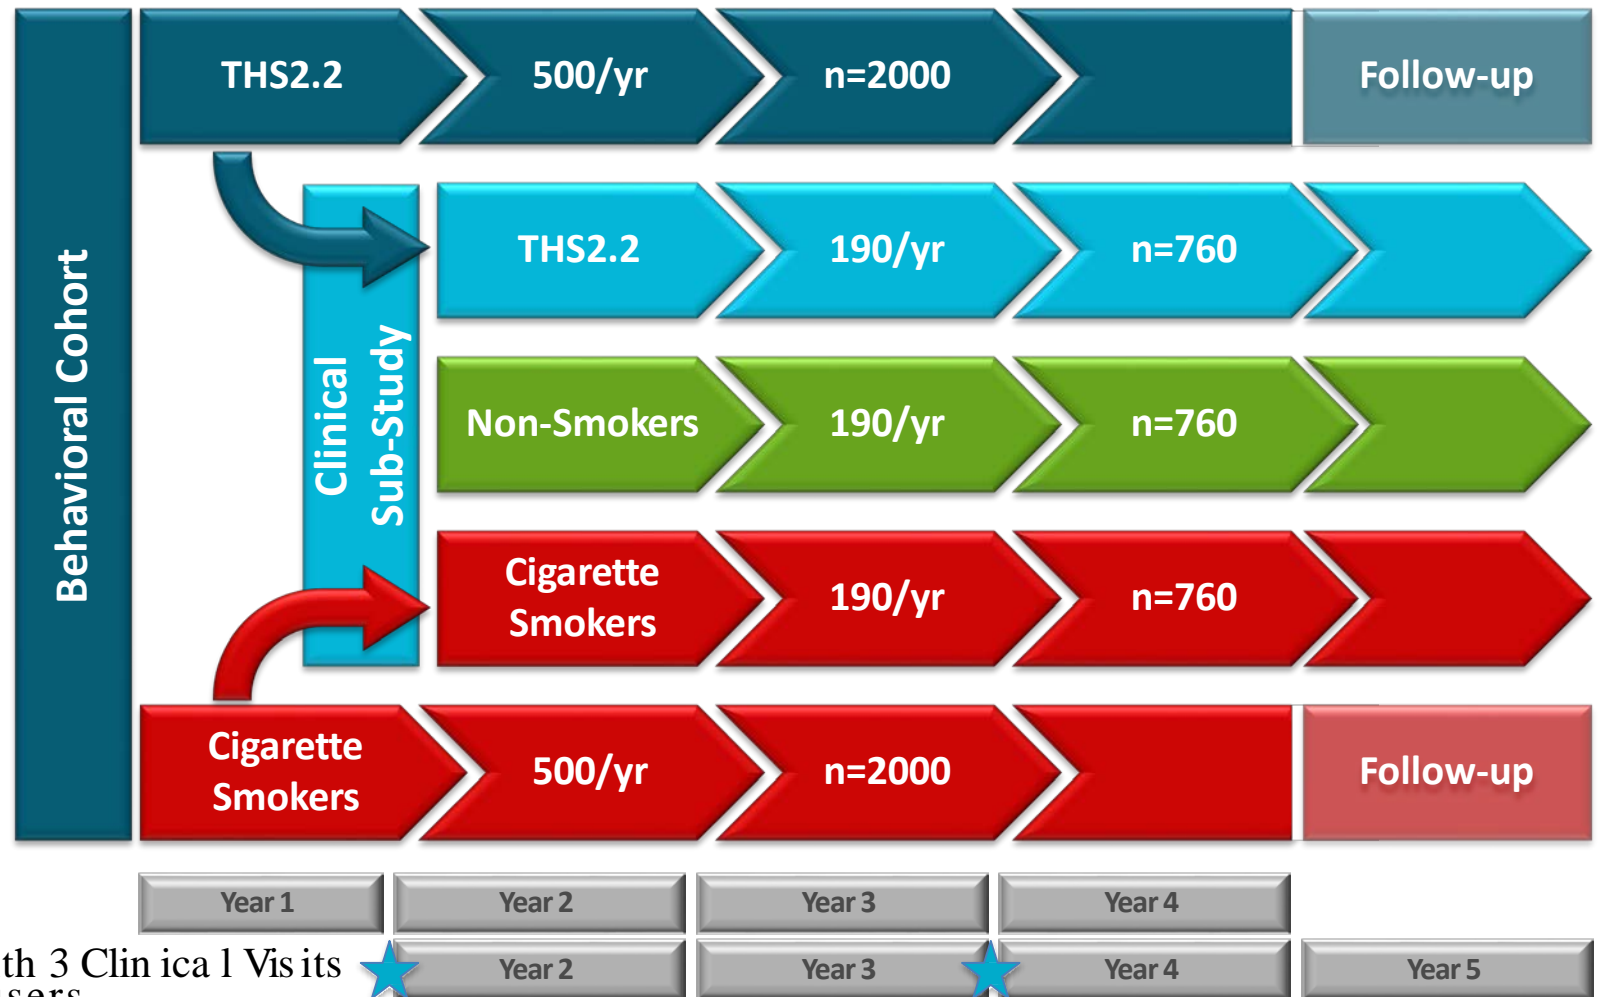 Behavioral Cohort
THS2.2
500/yr
n=2000
Follow-up
Clinical
Sub-Study
THS2.2
190/yr
n=760
Non-Smokers
190/yr
n=760
Cigarette
Smokers
190/yr
n=760
Cigarette
Smokers
500/yr
n=2000
Follow-up
Year 1
Year 2
Year 3
Year 4
th 3 Clin ica l Vis its
Year 2
Year 3
Year 4
Year 5